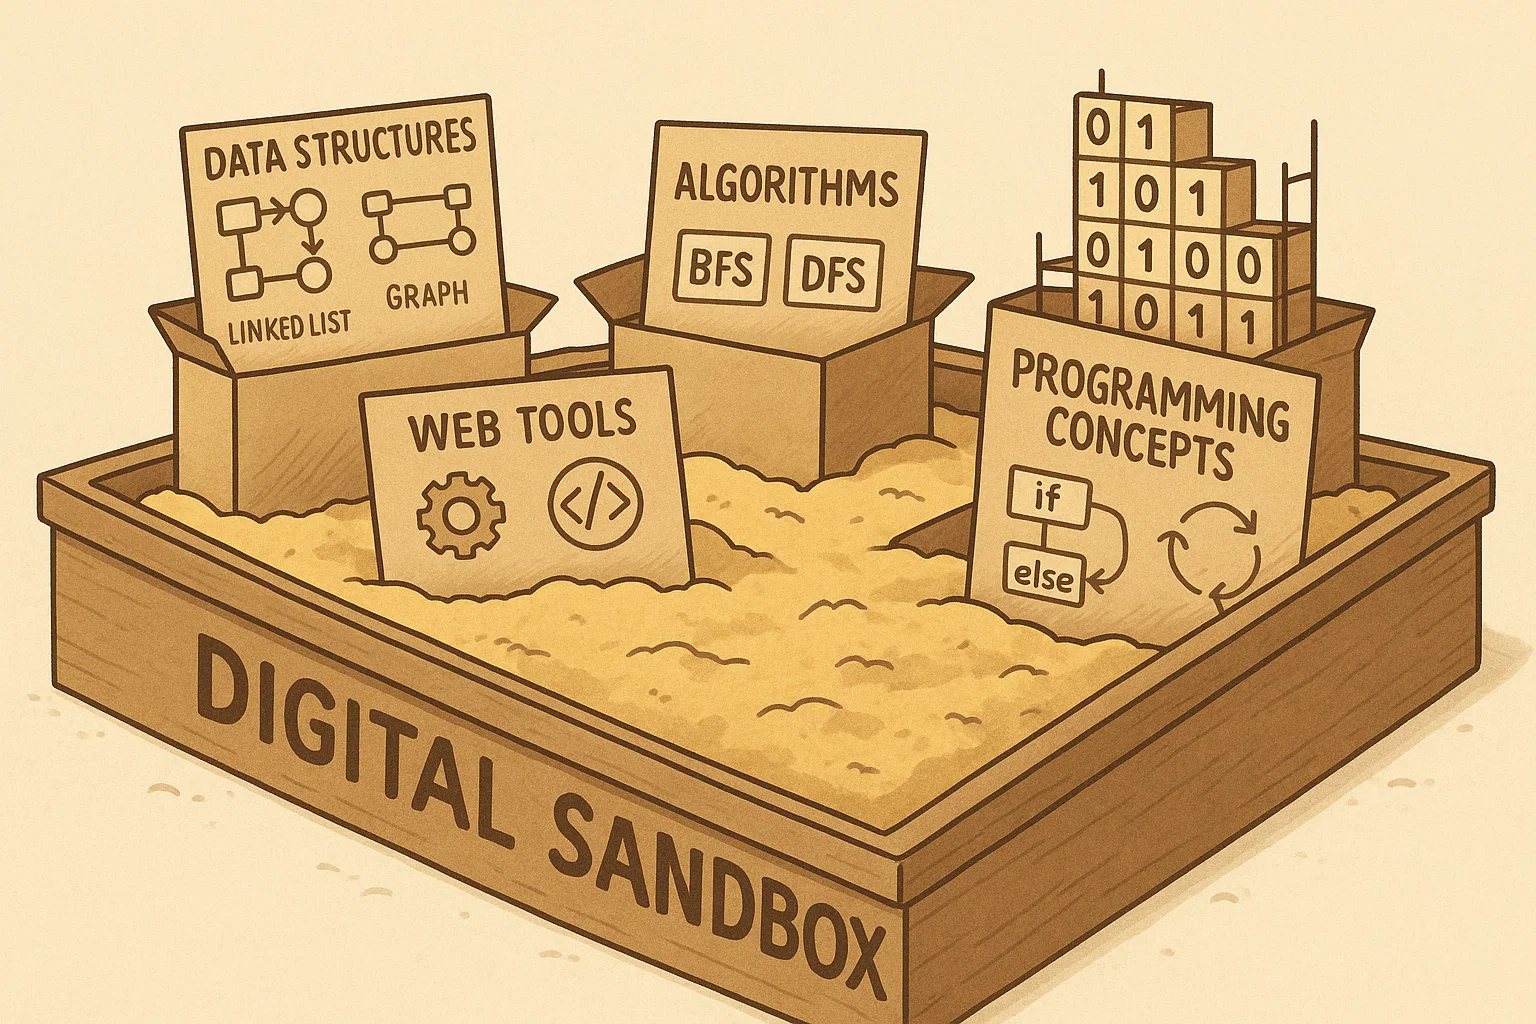 DATA STRUCTURES
LINKED LIST
GRAPH
ALGORITHMS
BFS
DFS
0 1
1 0 1
0 1 0 0
1 0 1 1
WEB TOOLS
</>
PROGRAMMING
CONCEPTS
if
else
DIGITAL SANDBOX